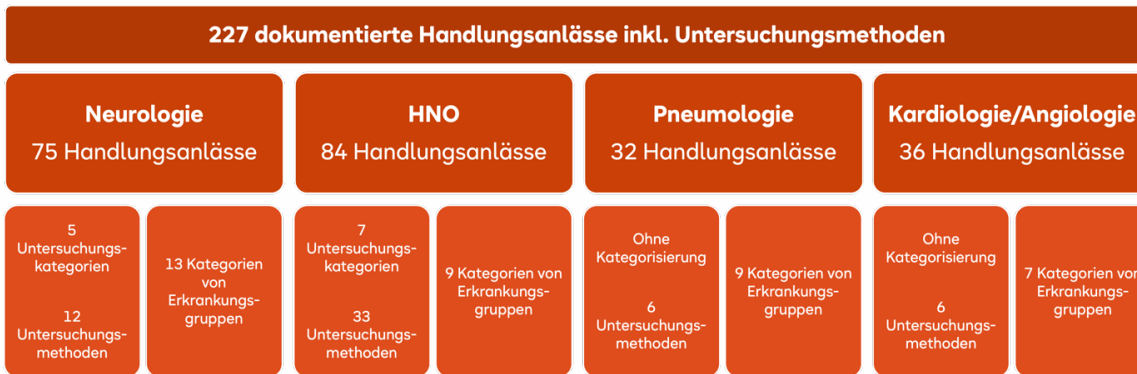 227 dokumentierte Handlungsanlässe inkl. Untersuchungsmethoden
Neurologie
75 Handlungsanlässe
HNO
84 Handlungsanlässe
Pneumologie
32 Handlungsanlässe
Kardiologie/Angiologie
36 Handlungsanlässe
5
Untersuchungs-
kategorien
12
Untersuchungs-
methoden
13 Kategorien
von
Erkrankungs-
gruppen
7
Untersuchungs-
kategorien
33
Untersuchungs-
methoden
9 Kategorien von
Erkrankungs-
gruppen
Ohne
Kategorisierung
6
Untersuchungs-
methoden
9 Kategorien von
Erkrankungs-
gruppen
Ohne
Kategorisierung
6
Untersuchungs-
methoden
7 Kategorien von
Erkrankungs-
gruppen